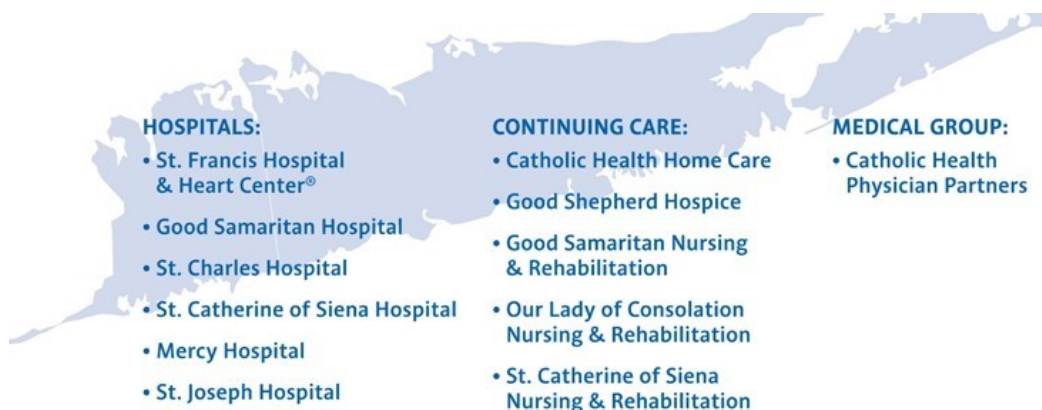 HOSPITALS:
• St. Francis Hospital
& Heart Center®
• Good Samaritan Hospital
• St. Charles Hospital
• St. Catherine of Siena Hospital
• Mercy Hospital
• St. Joseph Hospital
CONTINUING CARE:
• Catholic Health Home Care
• Good Shepherd Hospice
• Good Samaritan Nursing
& Rehabilitation
• Our Lady of Consolation
Nursing & Rehabilitation
• St. Catherine of Siena
Nursing & Rehabilitation
MEDICAL GROUP:
• Catholic Health
Physician Partners